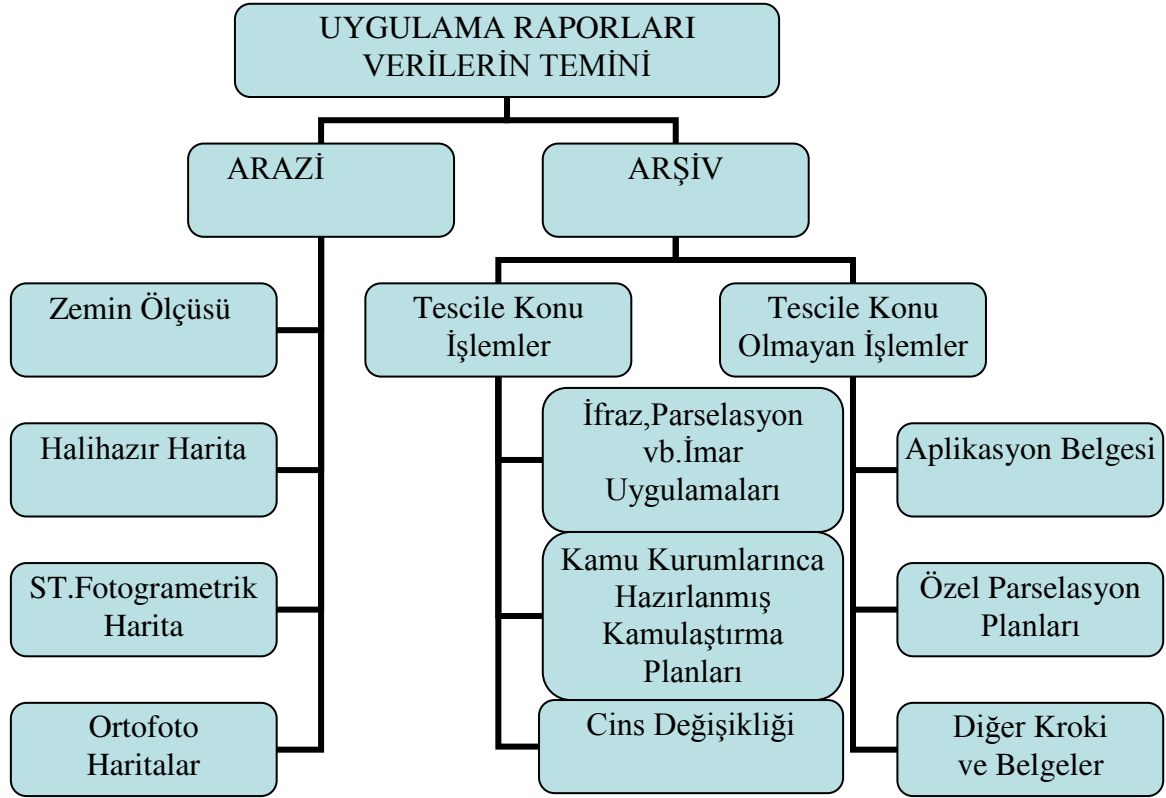 UYGULAMA RAPORLARI
VERİLERİN TEMİNİ
ARAZİ
ARŞİV
Zemin Ölçüsü
Halihazır Harita
ST.Fotogrametrik
Harita
Ortofoto
Haritalar
Tescile Konu
İşlemler
İfraz,Parselasyon
vb.İmar
Uygulamaları
Kamu Kurumlarınca
Hazırlanmış
Kamulaştırma
Planları
Cins Değişikliği
Tescile Konu
Olmayan İşlemler
Aplikasyon Belgesi
Özel Parselasyon
Planları
Diğer Kroki
ve Belgeler